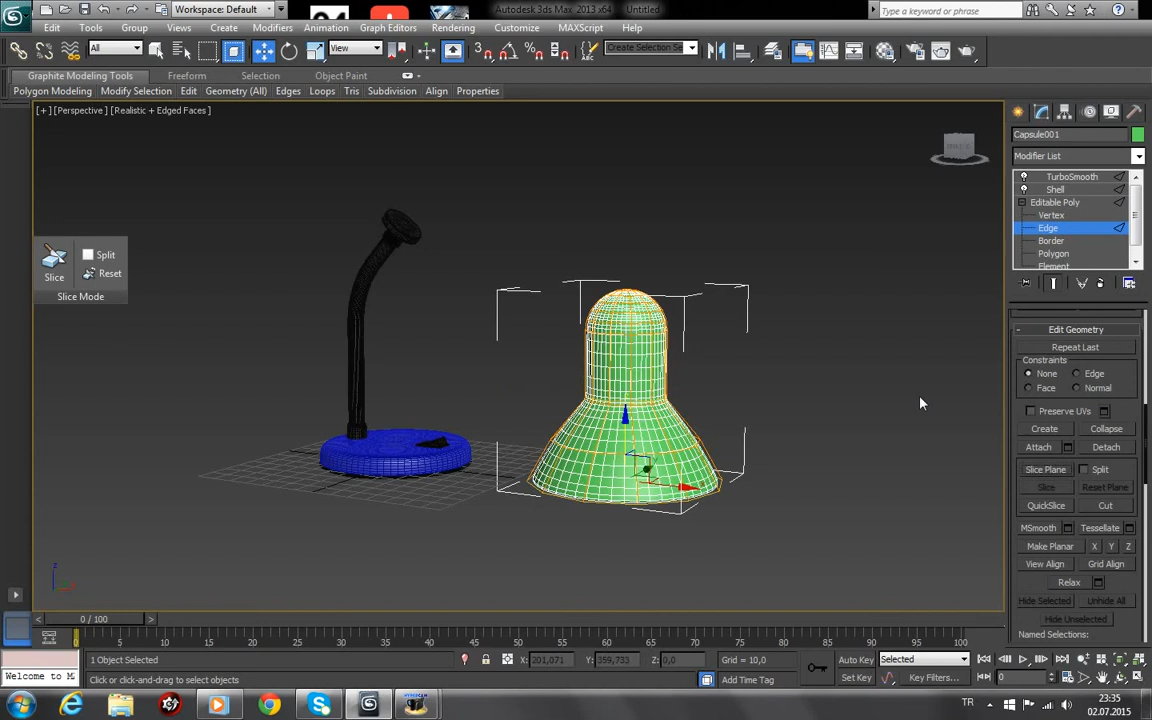 Workspace: Default
Autodesk 3ds Max 2013 x64
Untitled
Type a keyword or phrase
Edit
Tools
Group
Views
Create
Modifiers
Animation
Graph Editors
Rendering
Customize
MAXScript
Help
All
View
Create Selection Se
Graphite Modeling Tools
Freeform
Selection
Object Paint
Polygon Modeling
Modify Selection
Edit
Geometry (All)
Edges
Loops
Tris
Subdivision
Align
Properties
[+] [Perspective] [Realistic + Edged Faces]
Split
Reset
Slice
Slice Mode
Capsule001
Modifier List
TurboSmooth
Shell
Editable Poly
Vertex
Edge
Border
Polygon
Element
Edit Geometry
Repeat Last
Constraints
None
Edge
Face
Normal
Preserve UVs
Create
Collapse
Attach
Detach
Slice Plane
Split
Slice
Reset Plane
QuickSlice
Cut
MSmooth
Tessellate
Make Planar
X
Y
Z
View Align
Grid Align
Relax
Hide Selected
Unhide All
Hide Unselected
Named Selections:
0 / 100
0
5
10
15
20
25
30
35
40
45
50
55
60
65
70
75
80
85
90
95
100
1 Object Selected
X: 201,071
Y: 359,733
Z: 0,0
Grid = 10,0
Auto Key
Selected
Welcome to M
Click or click-and-drag to select objects
Add Time Tag
Set Key
Key Filters...
0
TR
23:35
02.07.2015